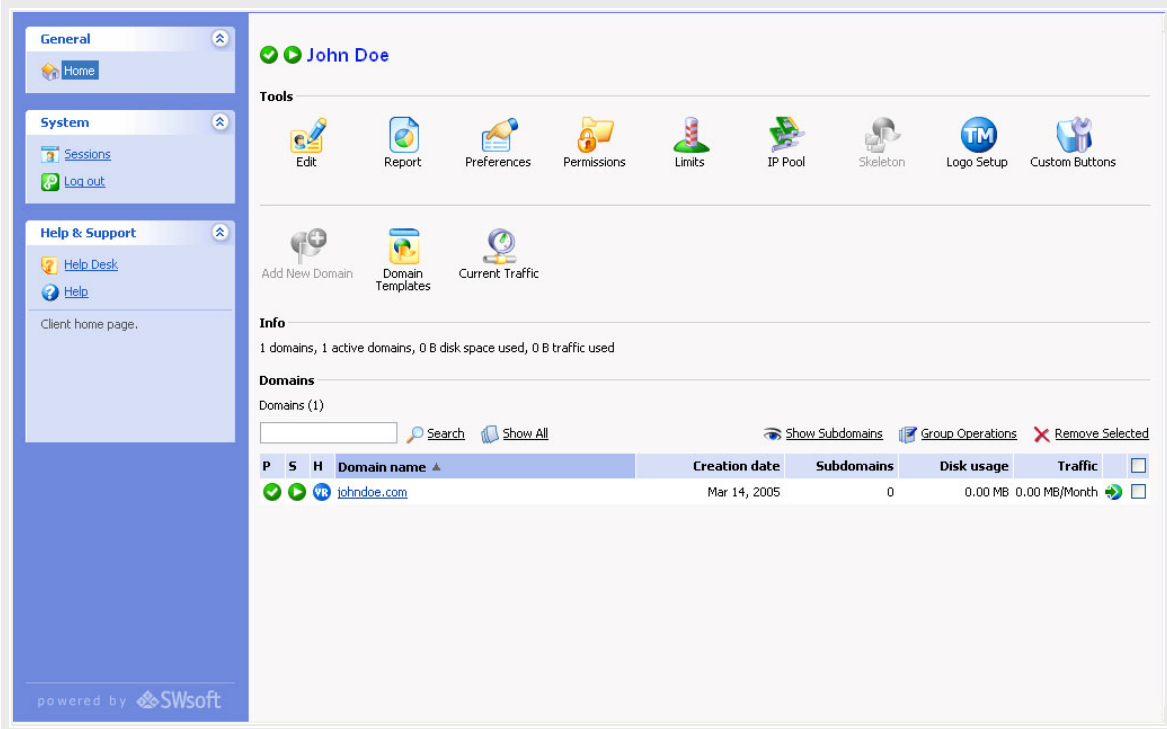 General
Home
System
Sessions
Log out
Help & Support
Help Desk
Help
Client home page.
powered by SWsoft
John Doe
Tools
Edit
Report
Preferences
Permissions
Limits
IP Pool
Skeleton
TM
Logo Setup
Custom Buttons
Add New Domain
Domain
Templates
Current Traffic
Info
1 domains, 1 active domains, 0 B disk space used, 0 B traffic used
Domains
Domains (1)
Search Show All Show Subdomains Group Operations Remove Selected
P S H Domain name Creation date Subdomains Disk usage Traffic
VR johndoe.com Mar 14, 2005 0 0.00 MB 0.00 MB/Month